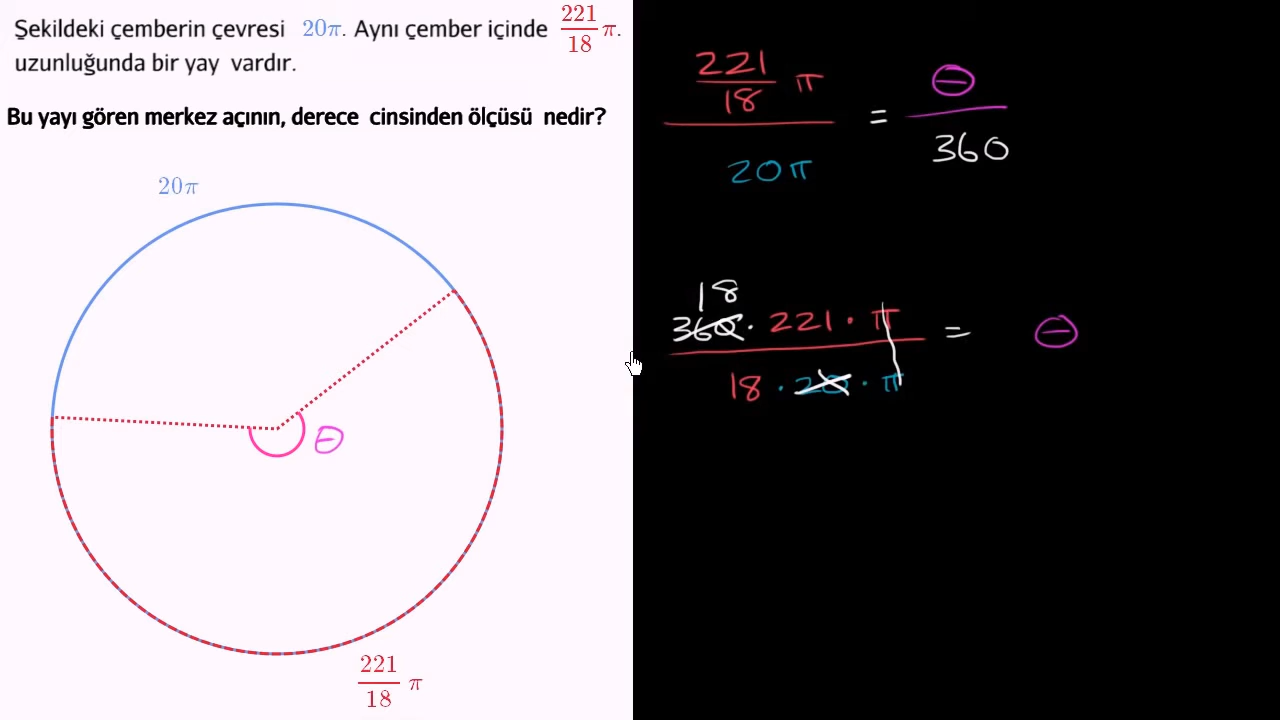 Şekildeki çemberin çevresi 20π. Aynı çember içinde 221/18 π.
uzunluğunda bir yay vardır.
Bu yayı gören merkez açının, derece cinsinden ölçüsü nedir?
20π
θ
221/18 π
221/18 π
20π
=
θ
360
18
360 · 221 · π
18 · 20 · π
=
θ